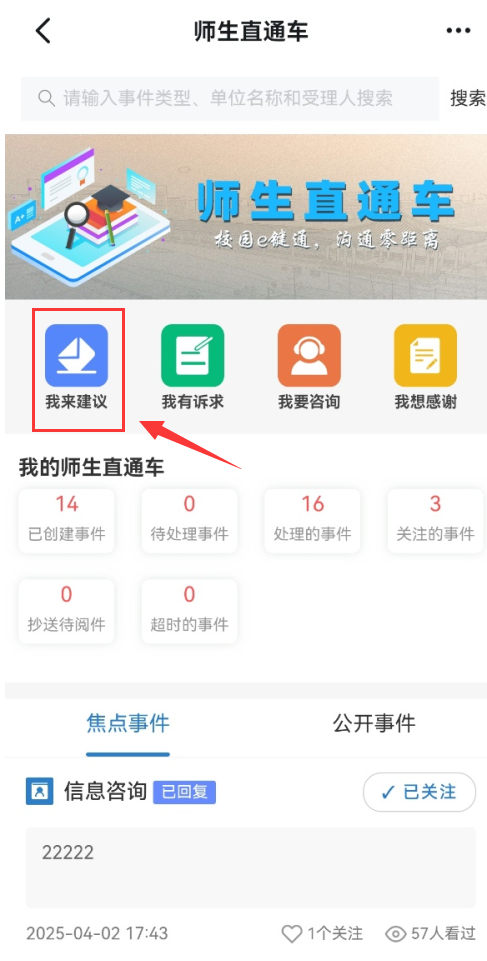 师生直通车
请输入事件类型、单位名称和受理人搜索 搜索
A+
师生直通车
校园e键通，沟通零距离
我来建议 我有诉求 我要咨询 我想感谢
我的师生直通车
14 0 16 3
已创建事件 待处理事件 处理的事件 关注的事件
0 0
抄送待阅件 超时的事件
焦点事件 公开事件
信息咨询 已回复 ✓ 已关注
22222
2025-04-02 17:43 1个关注 57人看过